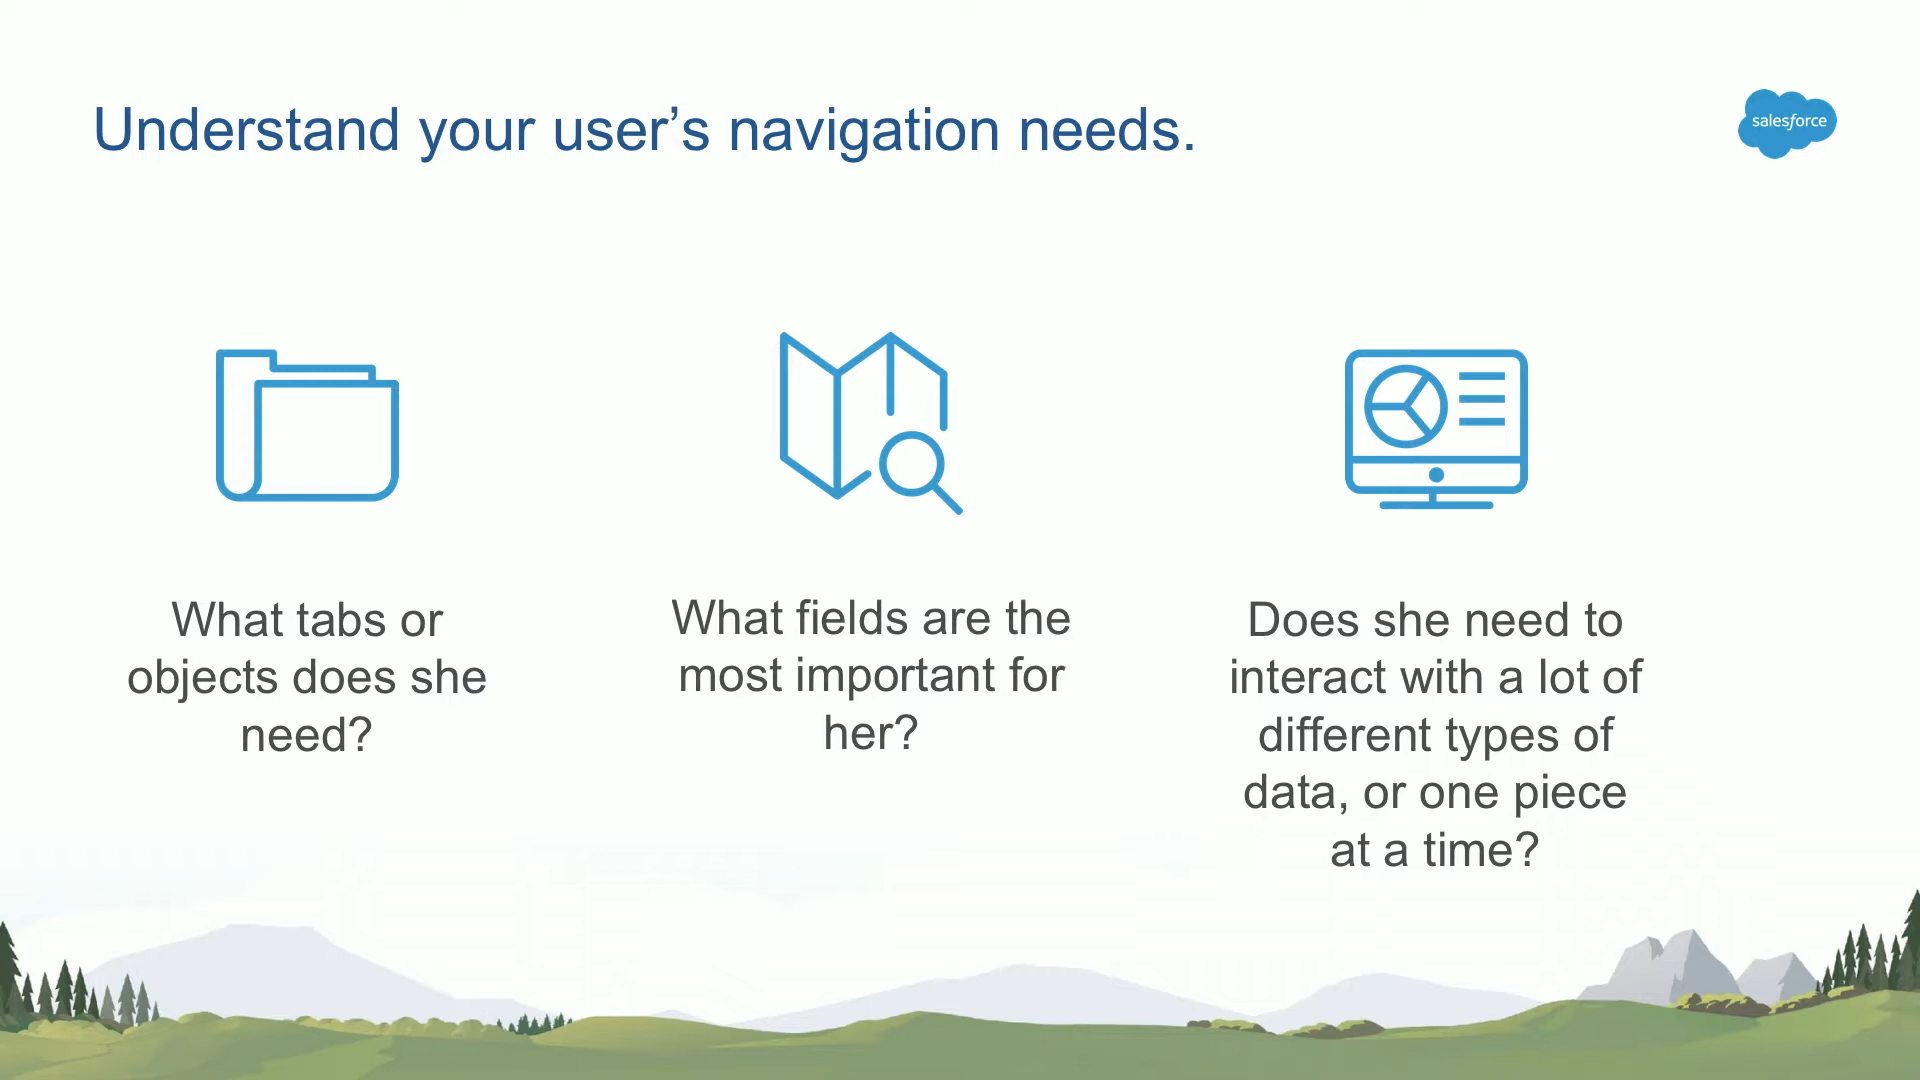 Understand your user’s navigation needs.
salesforce
What tabs or
objects does she
need?
What fields are the
most important for
her?
Does she need to
interact with a lot of
different types of
data, or one piece
at a time?